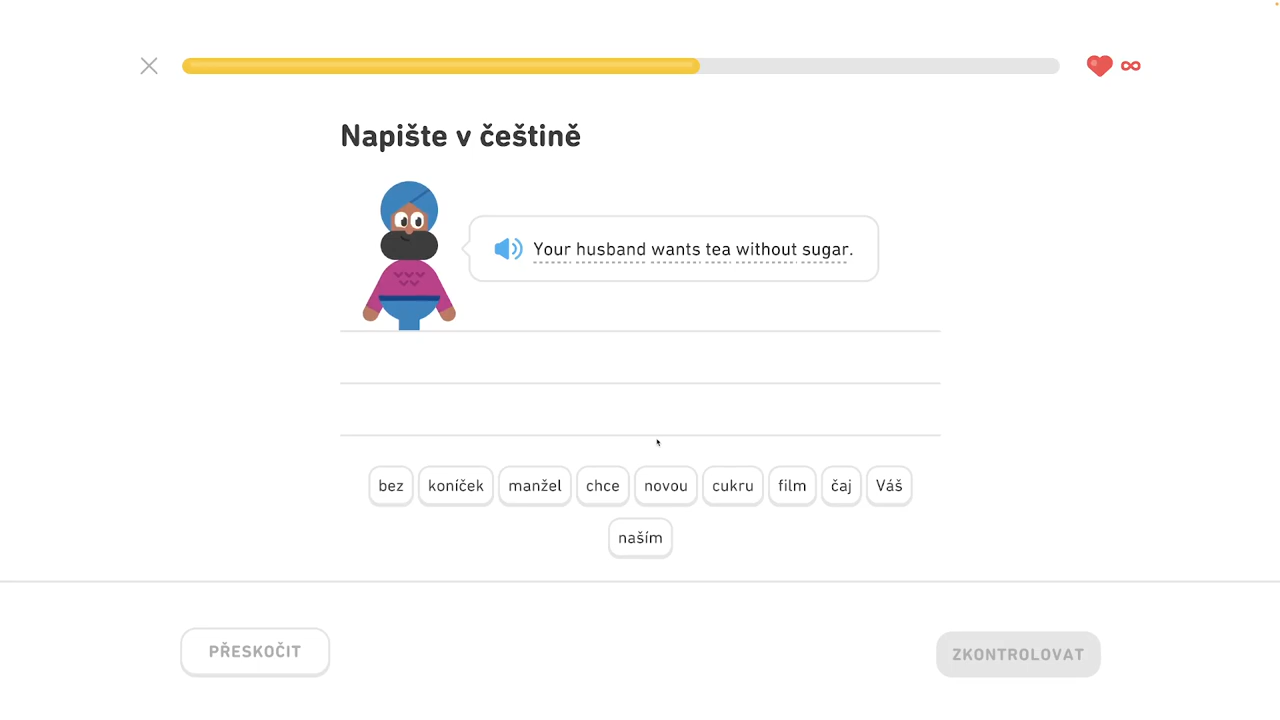 Napište v češtině
Your husband wants tea without sugar.
bez koníček manžel chce novou cukru film čaj Váš
naším
PŘESKOČIT ZKONTROLOVAT